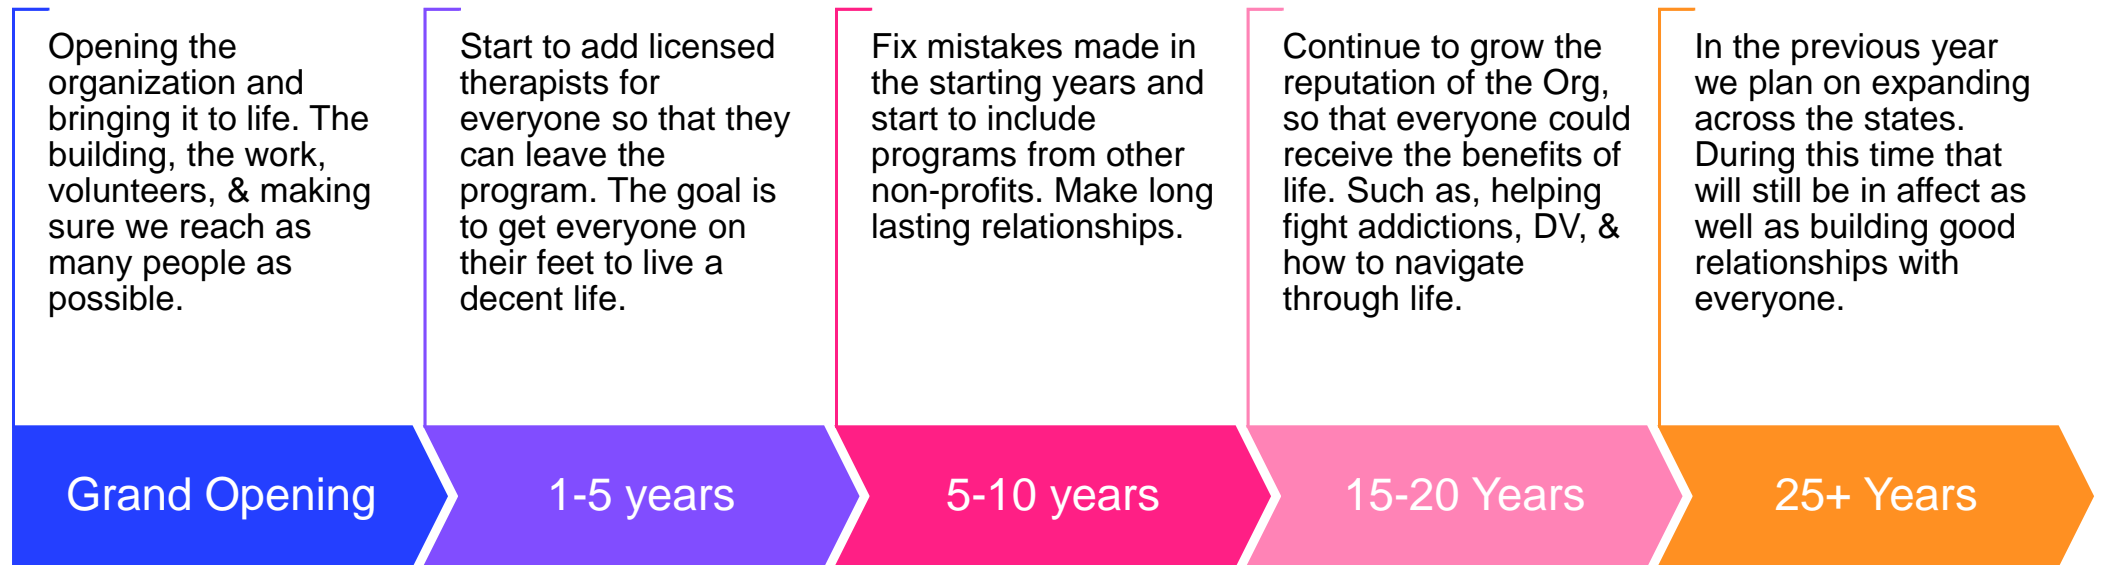 Opening the
organization and
bringing it to life. The
building, the work,
volunteers, & making
sure we reach as
many people as
possible.
Start to add licensed
therapists for
everyone so that they
can leave the
program. The goal is
to get everyone on
their feet to live a
decent life.
Fix mistakes made in
the starting years and
start to include
programs from other
non-profits. Make long
lasting relationships.
Continue to grow the
reputation of the Org,
so that everyone could
receive the benefits of
life. Such as, helping
fight addictions, DV, &
how to navigate
through life.
In the previous year
we plan on expanding
across the states.
During this time that
will still be in affect as
well as building good
relationships with
everyone.
Grand Opening
1-5 years
5-10 years
15-20 Years
25+ Years